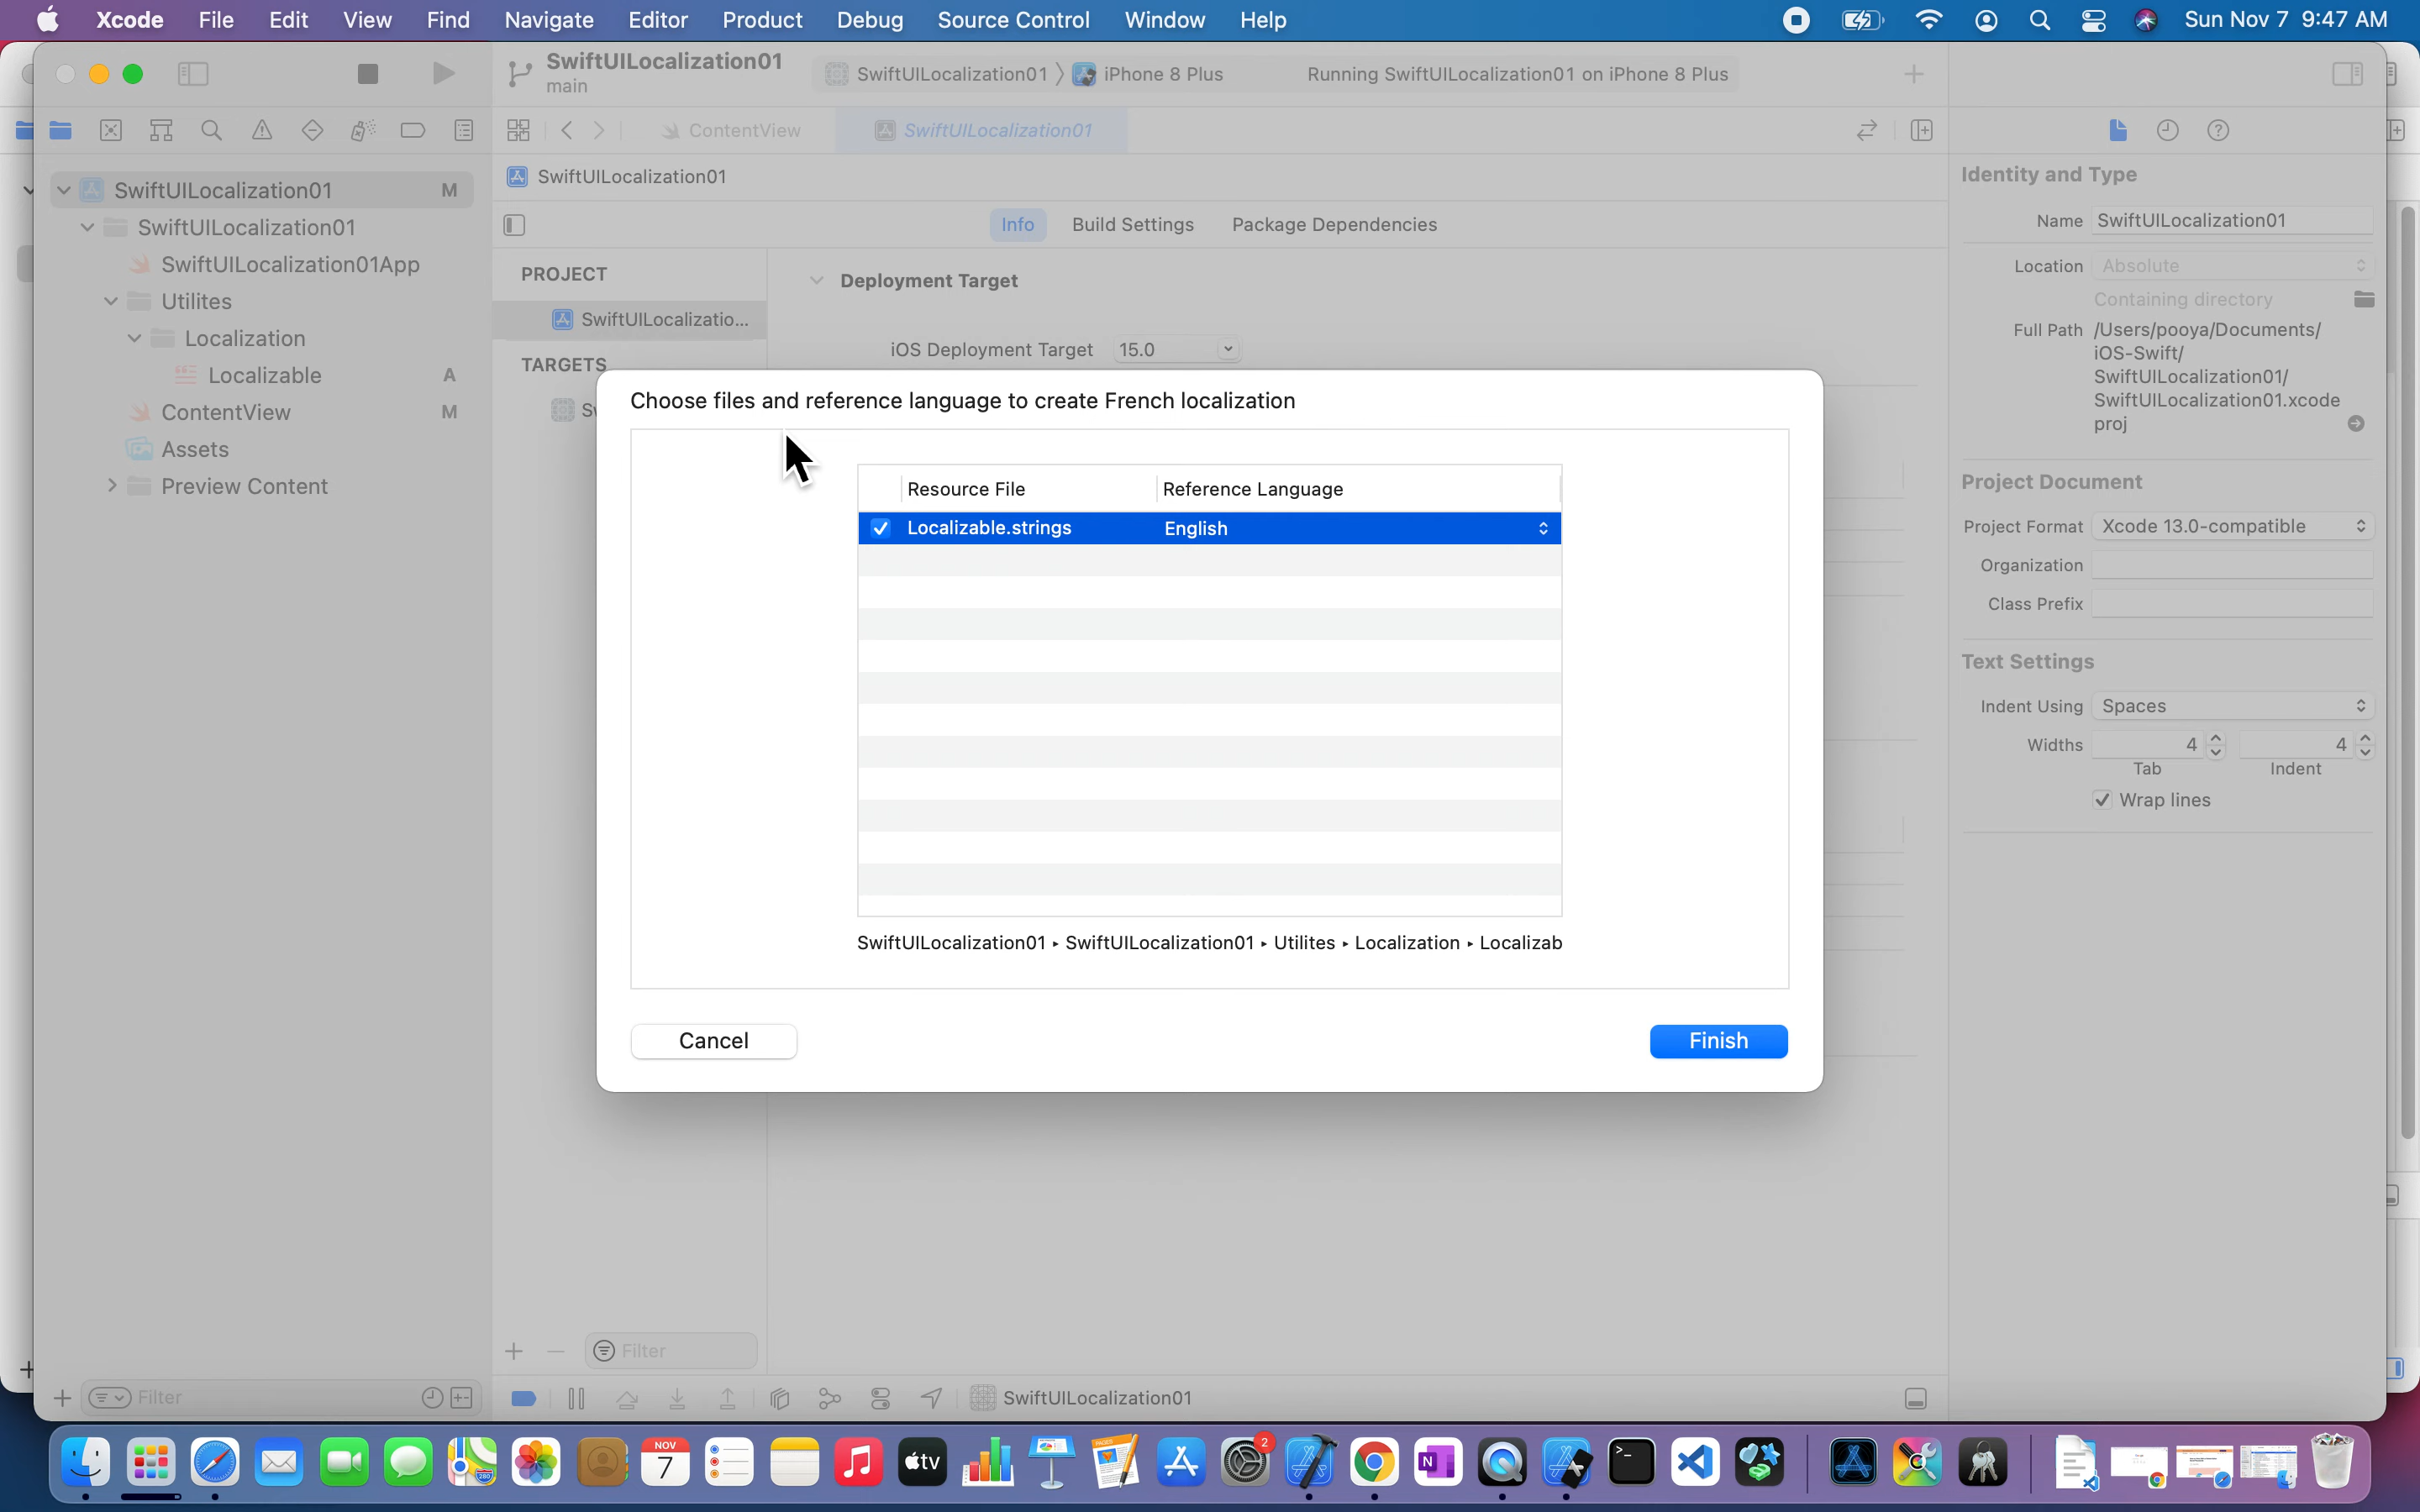 Xcode File Edit View Find Navigate Editor Product Debug Source Control Window Help Sun Nov 7 9:47 AM
SwiftUILocalization01
main
SwiftUILocalization01 iPhone 8 Plus Running SwiftUILocalization01 on iPhone 8 Plus
ContentView SwiftUILocalization01
SwiftUILocalization01 M
SwiftUILocalization01
SwiftUILocalization01App
Utilites
Localization
Localizable A
ContentView M
Assets
Preview Content
Filter
SwiftUILocalization01
Info Build Settings Package Dependencies
PROJECT
SwiftUILocalizatio...
TARGETS
Deployment Target
iOS Deployment Target 15.0
Choose files and reference language to create French localization
Resource File Reference Language
Localizable.strings English
SwiftUILocalization01 ▸ SwiftUILocalization01 ▸ Utilites ▸ Localization ▸ Localizab
Cancel Finish
Filter
SwiftUILocalization01
Identity and Type
Name SwiftUILocalization01
Location Absolute
Containing directory
Full Path /Users/pooya/Documents/
iOS-Swift/
SwiftUILocalization01/
SwiftUILocalization01.xcode
proj
Project Document
Project Format Xcode 13.0-compatible
Organization
Class Prefix
Text Settings
Indent Using Spaces
Widths 4 4
Tab Indent
Wrap lines
NOV
7
tv
2
N